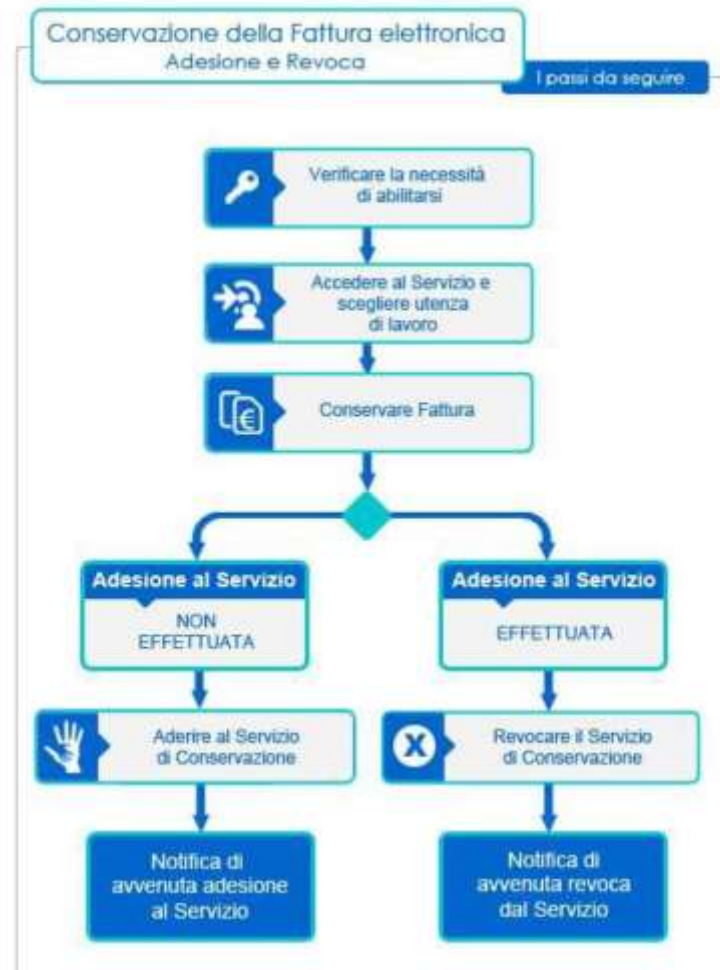 Conservazione della Fattura elettronica
Adesione e Revoca
I passi da seguire
Verificare la necessità
di abilitarsi
Accedere al Servizio e
scegliere utenza
di lavoro
€
Conservare Fattura
Adesione al Servizio
NON
EFFETTUATA
Adesione al Servizio
EFFETTUATA
Aderire al Servizio
di Conservazione
X
Revocare il Servizio
di Conservazione
Notifica di
avvenuta adesione
al Servizio
Notifica di
avvenuta revoca
dal Servizio